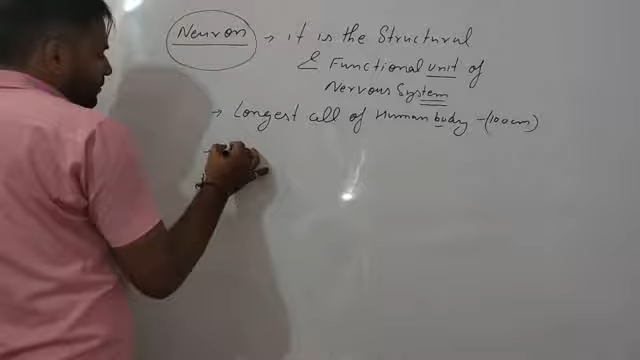 Neuron → it is the Structural
& Functional unit of
Nervous System
→ Longest cell of Human body - (100cm)